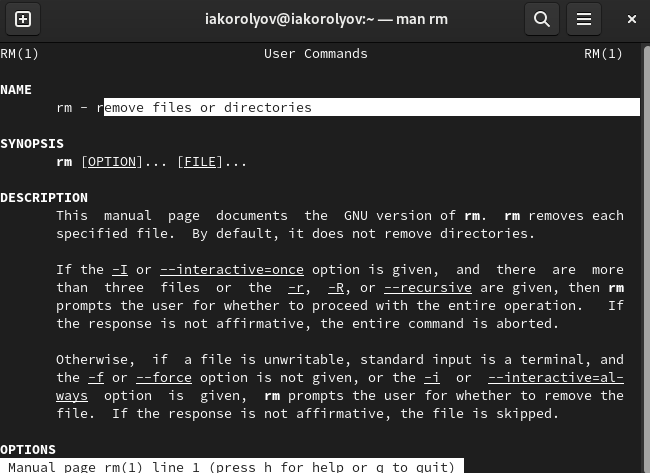 iakorolyov@iakorolyov:~ — man rm
RM(1) User Commands RM(1)
NAME
rm - remove files or directories
SYNOPSIS
rm [OPTION]... [FILE]...
DESCRIPTION
This manual page documents the GNU version of rm. rm removes each
specified file. By default, it does not remove directories.
If the -I or --interactive=once option is given, and there are more
than three files or the -r, -R, or --recursive are given, then rm
prompts the user for whether to proceed with the entire operation. If
the response is not affirmative, the entire command is aborted.
Otherwise, if a file is unwritable, standard input is a terminal, and
the -f or --force option is not given, or the -i or --interactive=al-
ways option is given, rm prompts the user for whether to remove the
file. If the response is not affirmative, the file is skipped.
OPTIONS
Manual page rm(1) line 1 (press h for help or q to quit)